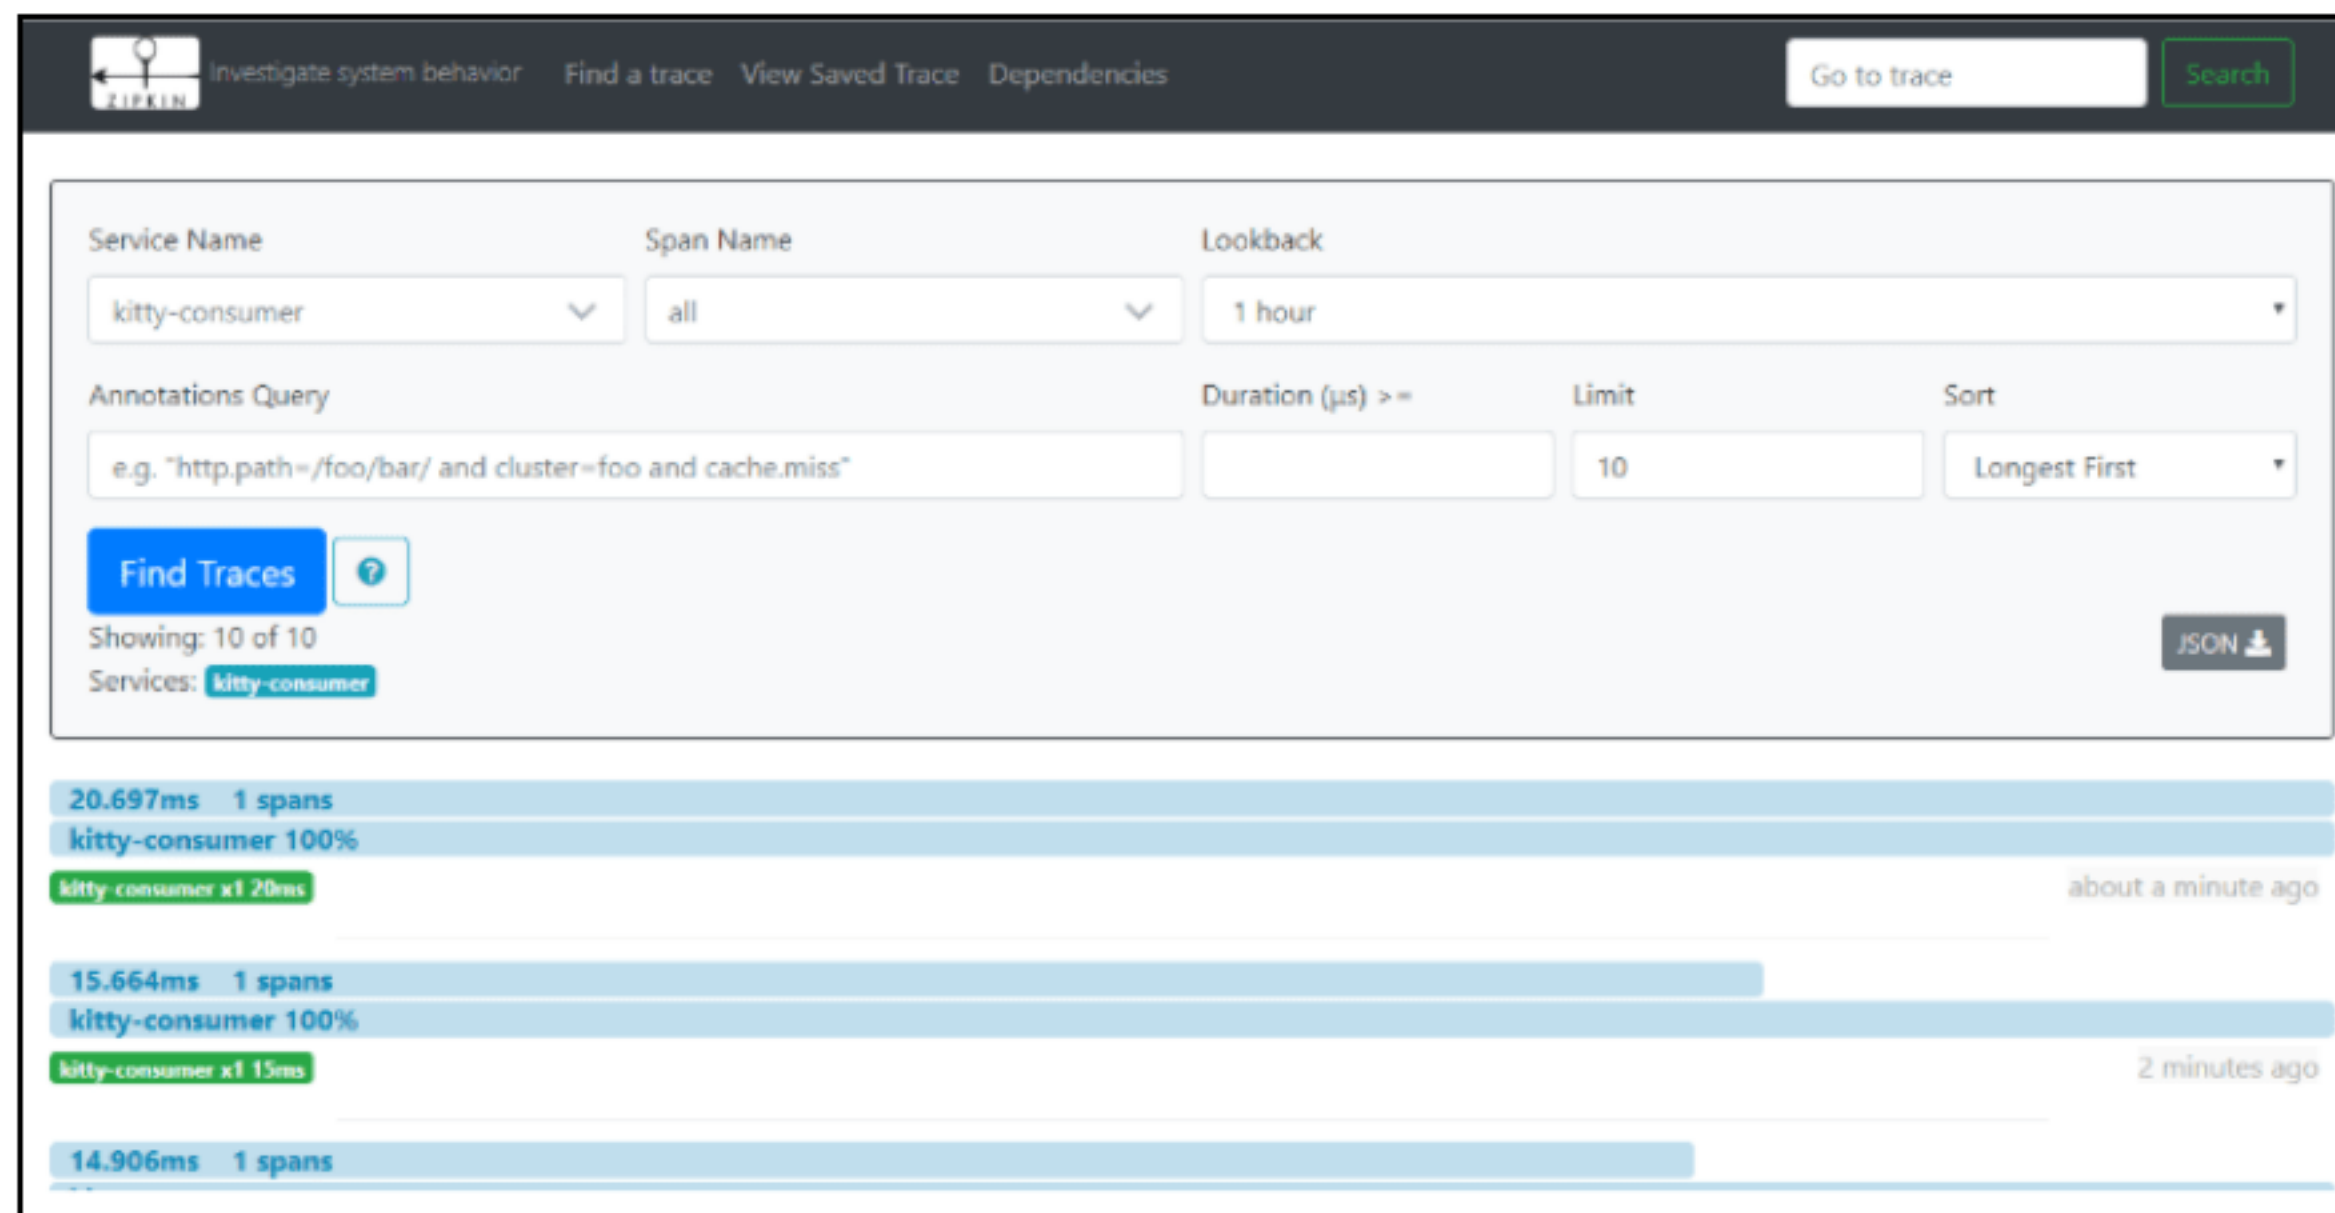 ZIPKIN Investigate system behavior Find a trace View Saved Trace Dependencies Go to trace Search
Service Name Span Name Lookback
kitty-consumer all 1 hour
Annotations Query Duration (μs) >= Limit Sort
e.g. "http.path=/foo/bar/ and cluster=foo and cache.miss" 10 Longest First
Find Traces ?
Showing: 10 of 10 JSON
Services: kitty-consumer
20.697ms 1 spans
kitty-consumer 100%
kitty-consumer x1 20ms about a minute ago
15.664ms 1 spans
kitty-consumer 100%
kitty-consumer x1 15ms 2 minutes ago
14.906ms 1 spans